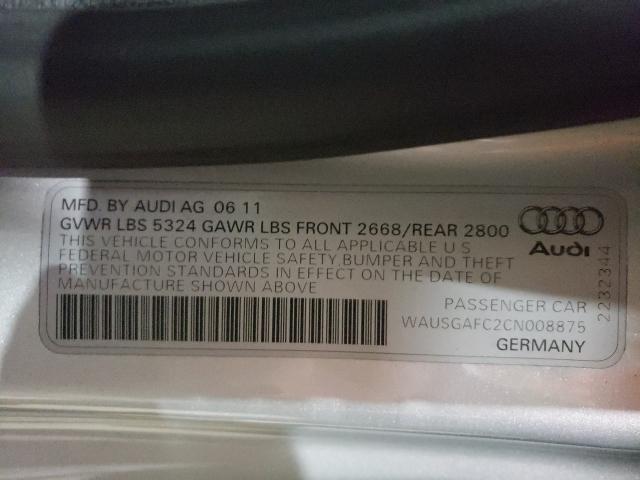 MFD. BY AUDI AG 06 11
GVWR LBS 5324 GAWR LBS FRONT 2668/REAR 2800
THIS VEHICLE CONFORMS TO ALL APPLICABLE U S
FEDERAL MOTOR VEHICLE SAFETY, BUMPER AND THEFT
PREVENTION STANDARDS IN EFFECT ON THE DATE OF
MANUFACTURE SHOWN ABOVE
Audi
PASSENGER CAR
WAUSGAFC2CN008875
GERMANY
2232344